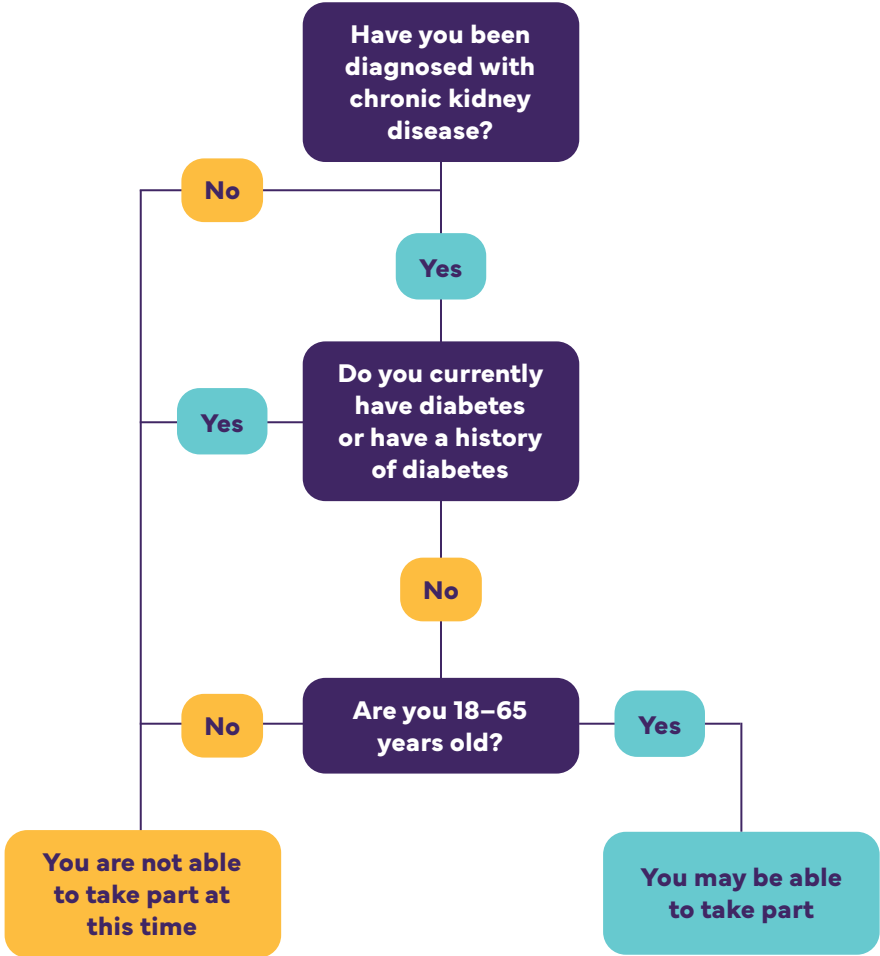 Have you been
diagnosed with
chronic kidney
disease?
No
Yes
Do you currently
have diabetes
or have a history
of diabetes
Yes
No
Are you 18–65
years old?
No
Yes
You are not able
to take part at
this time
You may be able
to take part